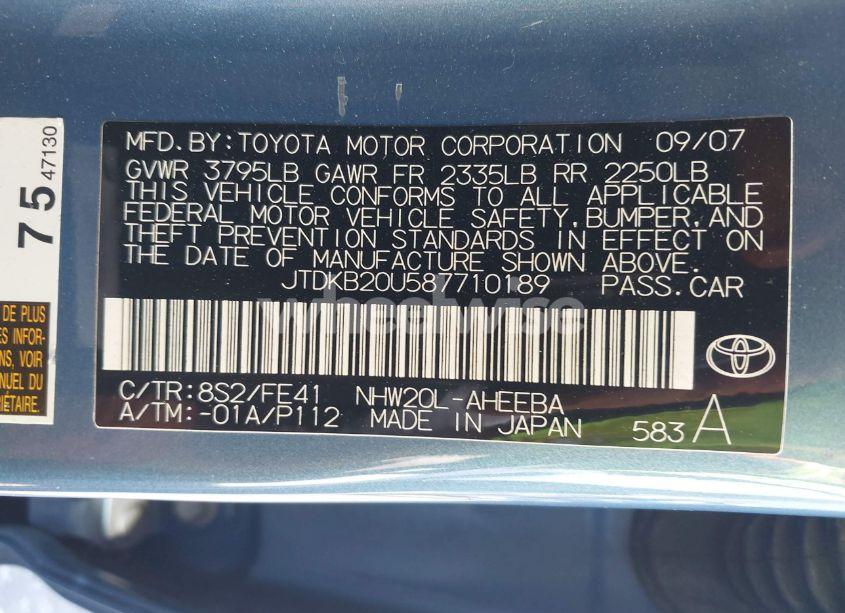 MFD.BY:TOYOTA MOTOR CORPORATION 09/07
GVWR 3795LB GAWR FR 2335LB RR 2250LB
THIS VEHICLE CONFORMS TO ALL APPLICABLE
FEDERAL MOTOR VEHICLE SAFETY,BUMPER,AND
THEFT PREVENTION STANDARDS IN EFFECT ON
THE DATE OF MANUFACTURE SHOWN ABOVE.
JTDKB20U587710189 PASS.CAR
C/TR:8S2/FE41 NHW20L-AHEEBA
A/TM:-01A/P112 MADE IN JAPAN 583 A
75
47130
DE PLUS
ES INFOR-
NS, VOIR
NUEL DU
RIÉTAIRE.
wheelwise